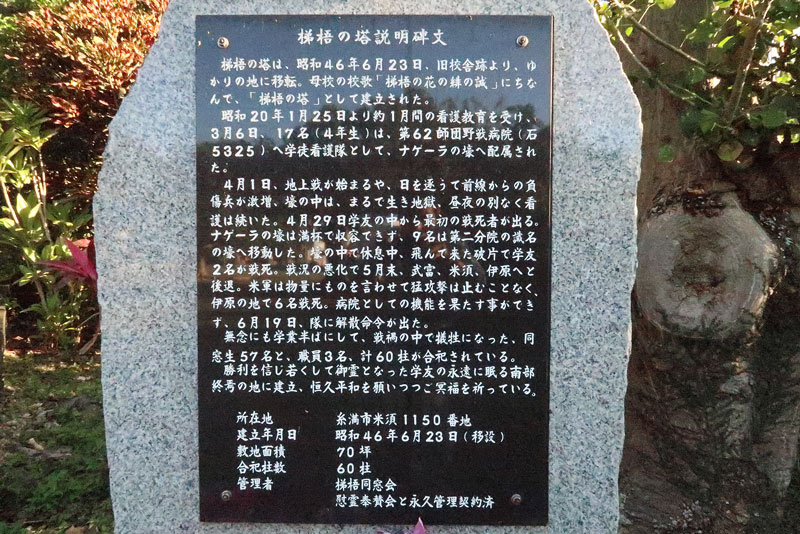 梯梧の塔説明碑文
梯梧の塔は、昭和46年6月23日、旧校舎跡より、ゆ
かりの地に移転。母校の校歌「梯梧の花の緋の誠」にちな
んで、「梯梧の塔」として建立された。
昭和20年1月25日より約1月間の看護教育を受け、
3月6日、17名(4年生)は、第62師団野戦病院(石
5325)へ学徒看護隊として、ナゲーラの壕へ配属され
た。
4月1日、地上戦が始まるや、日を逐うて前線からの負
傷兵が激増、壕の中は、まるで生き地獄、昼夜の別なく看
護は続いた。4月29日学友の中から最初の戦死者が出る。
ナゲーラの壕は満杯で収容できず、9名は第二分院の識名
の壕へ移動した。壕の中で休息中、飛んで来た破片で学友
2名が戦死。戦況の悪化で5月末、武富、米須、伊原へと
後退。米軍は物量にものを言わせて猛攻撃は止むことなく、
伊原の地で6名戦死。病院としての機能を果たす事ができ
ず、6月19日、隊に解散命令が出た。
無念にも学業半ばにして、戦禍の中で犠牲になった、同
窓生57名と、職員3名、計60柱が合祀されている。
勝利を信じ若くして御霊となった学友の永遠に眠る南部
終焉の地に建立、恒久平和を願いつつご冥福を祈っている。
所在地 糸満市米須1150番地
建立年月日 昭和46年6月23日(移設)
敷地面積 70坪
合祀柱数 60柱
管理者 梯梧同窓会
慰霊奉賛会と永久管理契約済